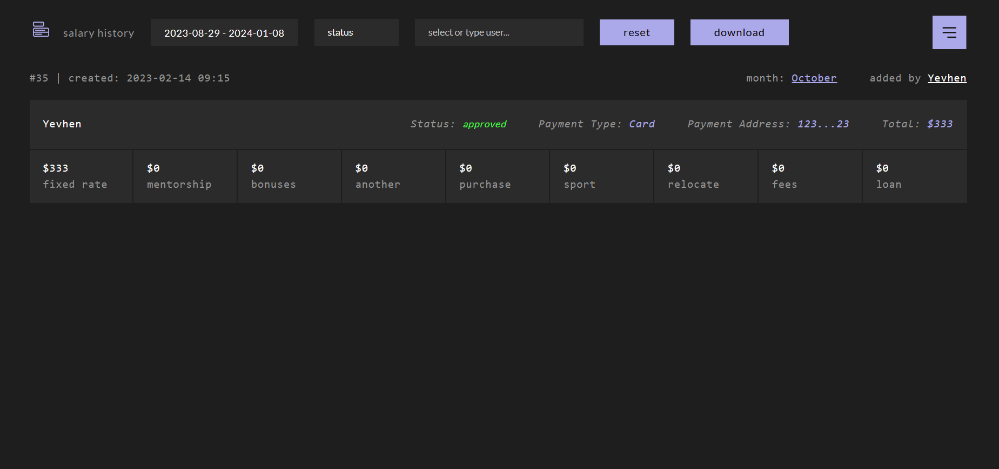 salary history 2023-08-29 - 2024-01-08 status select or type user... reset download
#35 | created: 2023-02-14 09:15 month: October added by Yevhen
Yevhen Status: approved Payment Type: Card Payment Address: 123...23 Total: $333
$333 $0 $0 $0 $0 $0 $0 $0 $0
fixed rate mentorship bonuses another purchase sport relocate fees loan